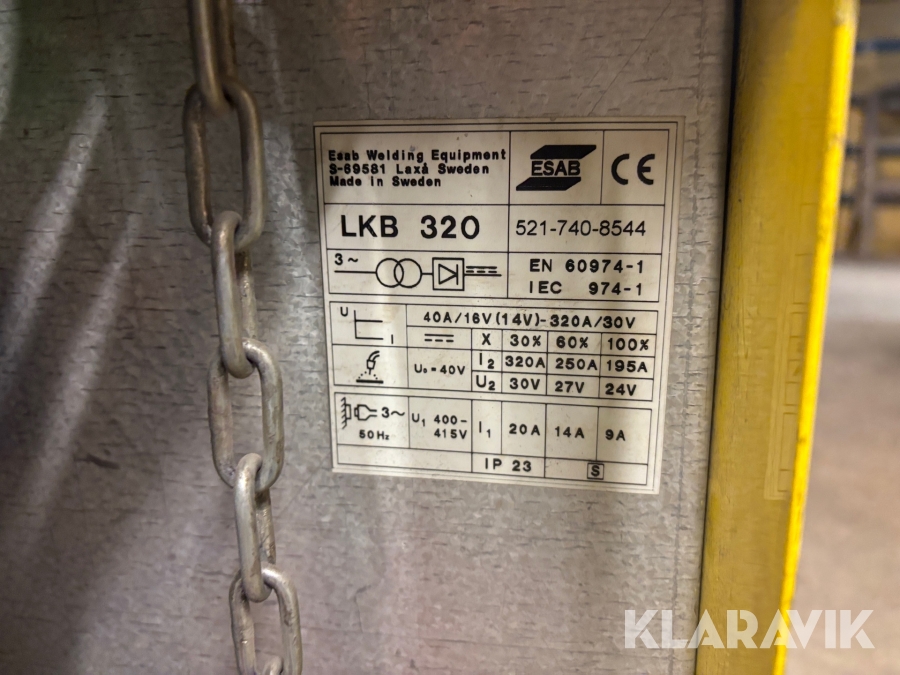 Esab Welding Equipment
S-69581 Laxå Sweden
Made in Sweden
ESAB
CE
LKB 320
521-740-8544
3~
EN 60974-1
IEC 974-1
U
I
40A/16V(14V)-320A/30V
X 30% 60% 100%
U₀=40V
I₂ 320A 250A 195A
U₂ 30V 27V 24V
3~
50Hz
U₁ 400-
415V
I₁ 20A 14A 9A
IP 23
S
KLARAVIK